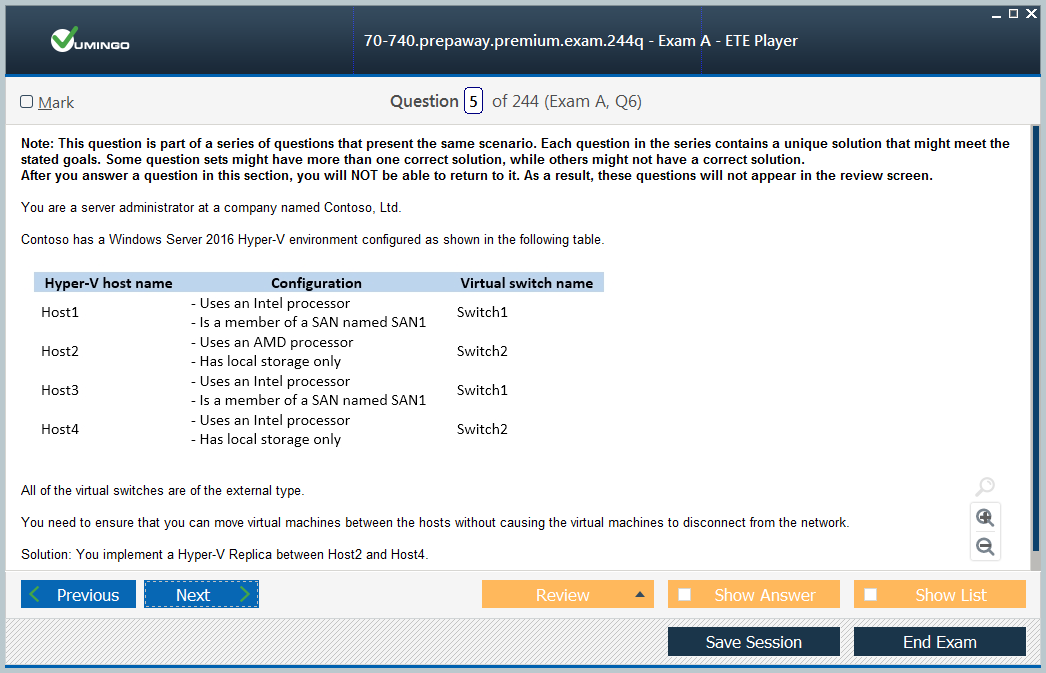 VUMINGO
70-740.prepaway.premium.exam.244q - Exam A - ETE Player
Mark
Question 5 of 244 (Exam A, Q6)
Note: This question is part of a series of questions that present the same scenario. Each question in the series contains a unique solution that might meet the
stated goals. Some question sets might have more than one correct solution, while others might not have a correct solution.
After you answer a question in this section, you will NOT be able to return to it. As a result, these questions will not appear in the review screen.
You are a server administrator at a company named Contoso, Ltd.
Contoso has a Windows Server 2016 Hyper-V environment configured as shown in the following table.
Hyper-V host name Configuration Virtual switch name
- Uses an Intel processor
Host1 Switch1
- Is a member of a SAN named SAN1
- Uses an AMD processor
Host2 Switch2
- Has local storage only
- Uses an Intel processor
Host3 Switch1
- Is a member of a SAN named SAN1
- Uses an Intel processor
Host4 Switch2
- Has local storage only
All of the virtual switches are of the external type.
You need to ensure that you can move virtual machines between the hosts without causing the virtual machines to disconnect from the network.
Solution: You implement a Hyper-V Replica between Host2 and Host4.
Previous Next Review Show Answer Show List
Save Session End Exam